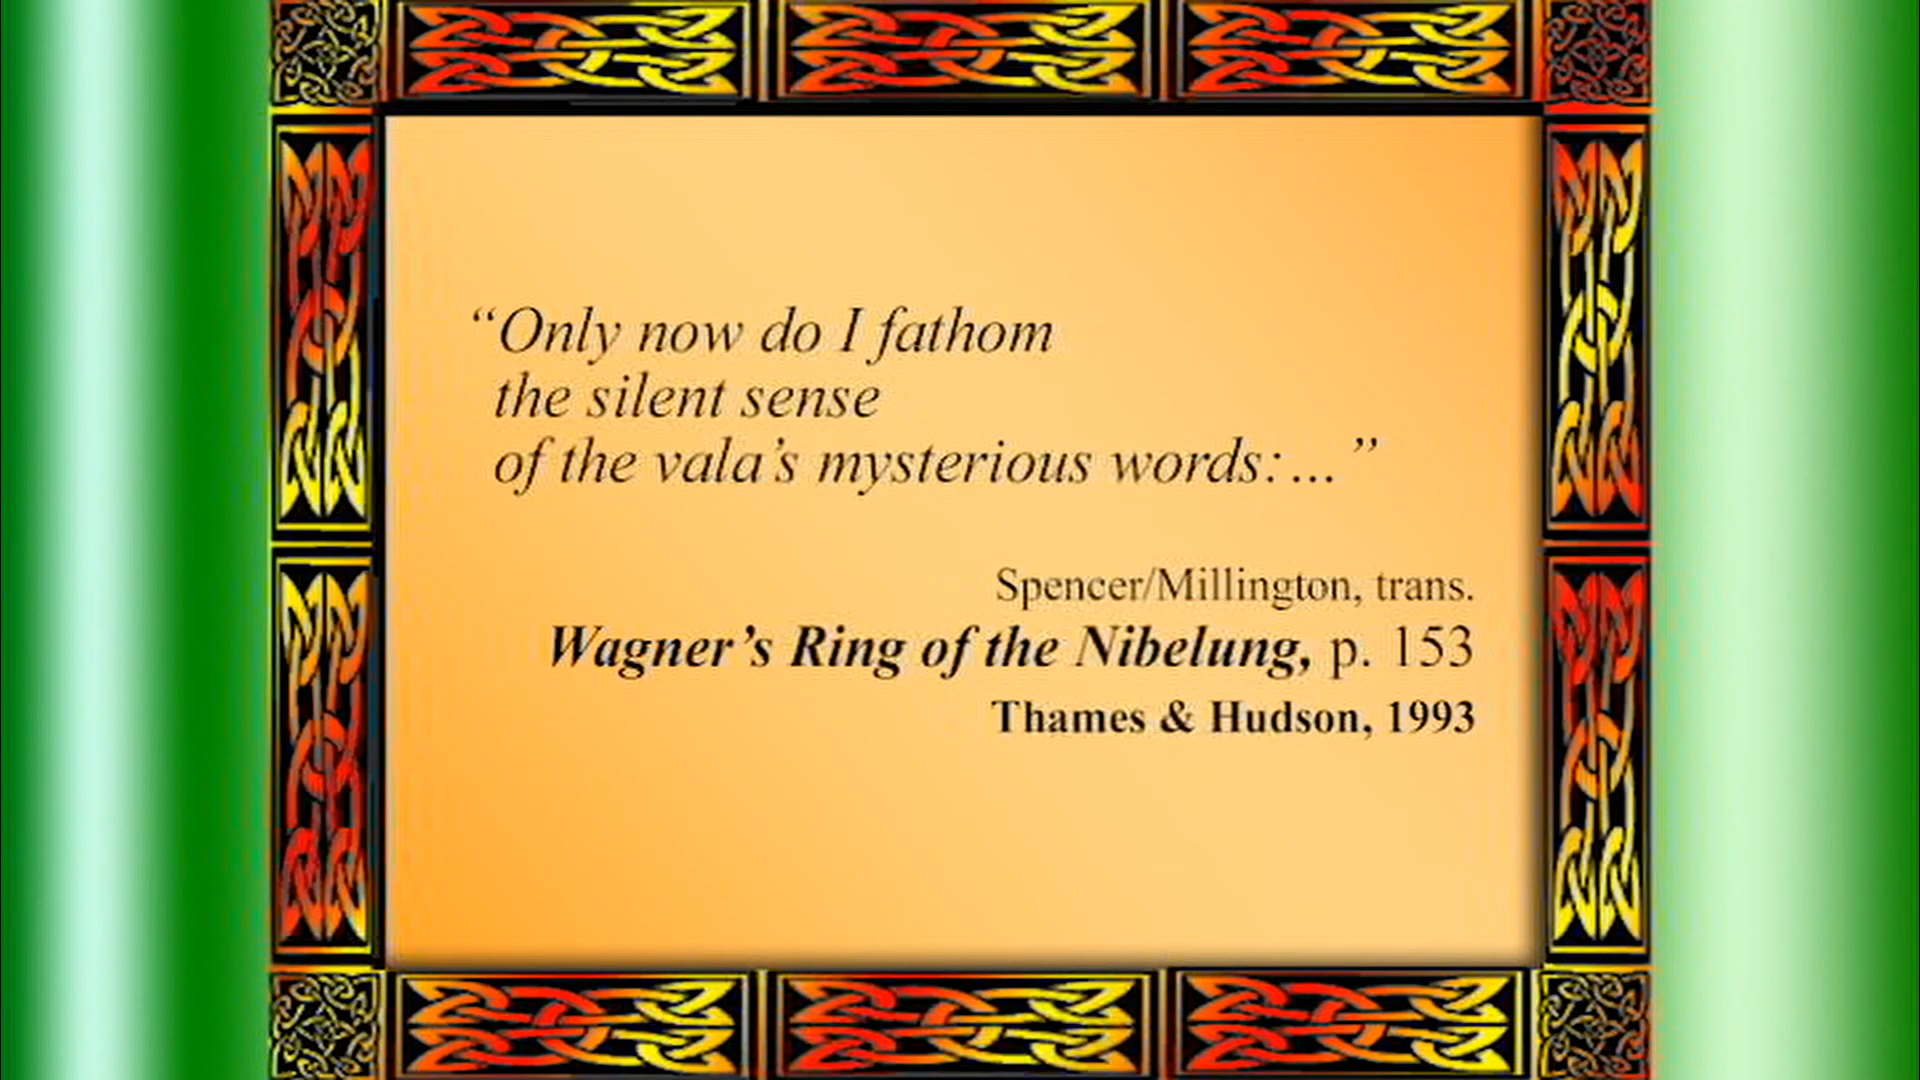 “Only now do I fathom
the silent sense
of the vala’s mysterious words:... ”
Spencer/Millington, trans.
Wagner’s Ring of the Nibelung, p. 153
Thames & Hudson, 1993